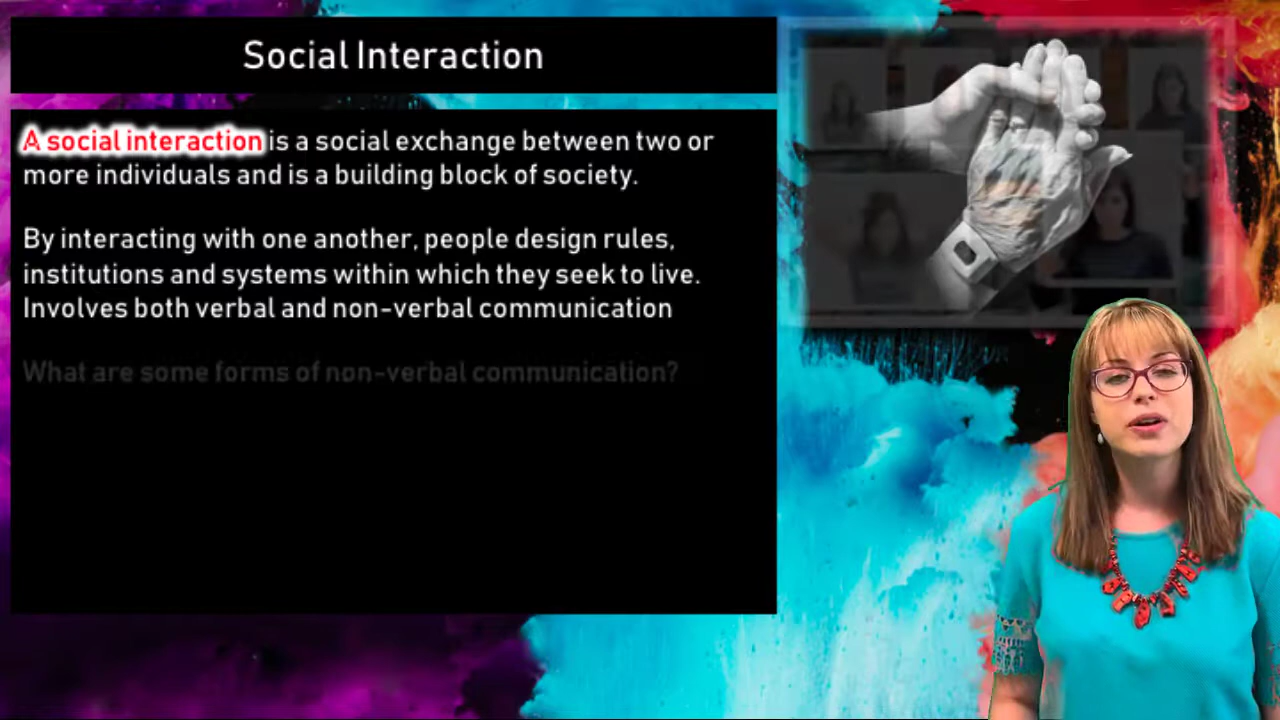 Social Interaction
A social interaction is a social exchange between two or
more individuals and is a building block of society.
By interacting with one another, people design rules,
institutions and systems within which they seek to live.
Involves both verbal and non-verbal communication
What are some forms of non-verbal communication?